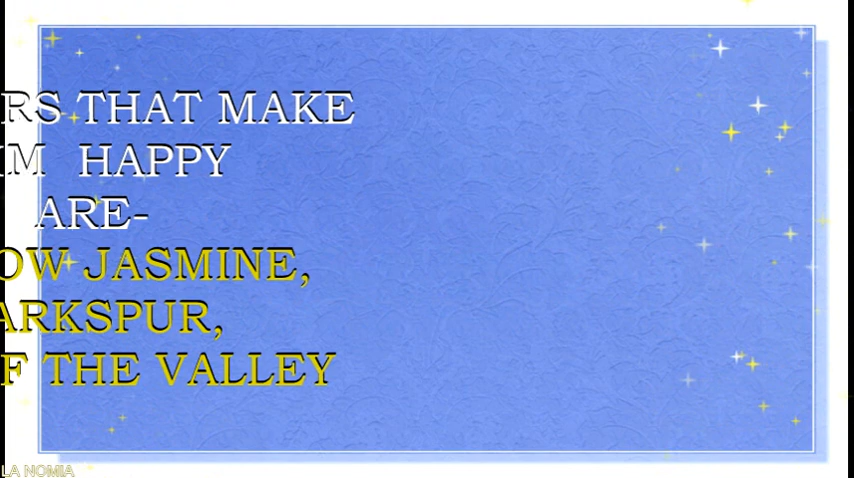 RS THAT MAKE
IM HAPPY
ARE-
OW JASMINE,
ARKSPUR,
F THE VALLEY
LA NOMIA